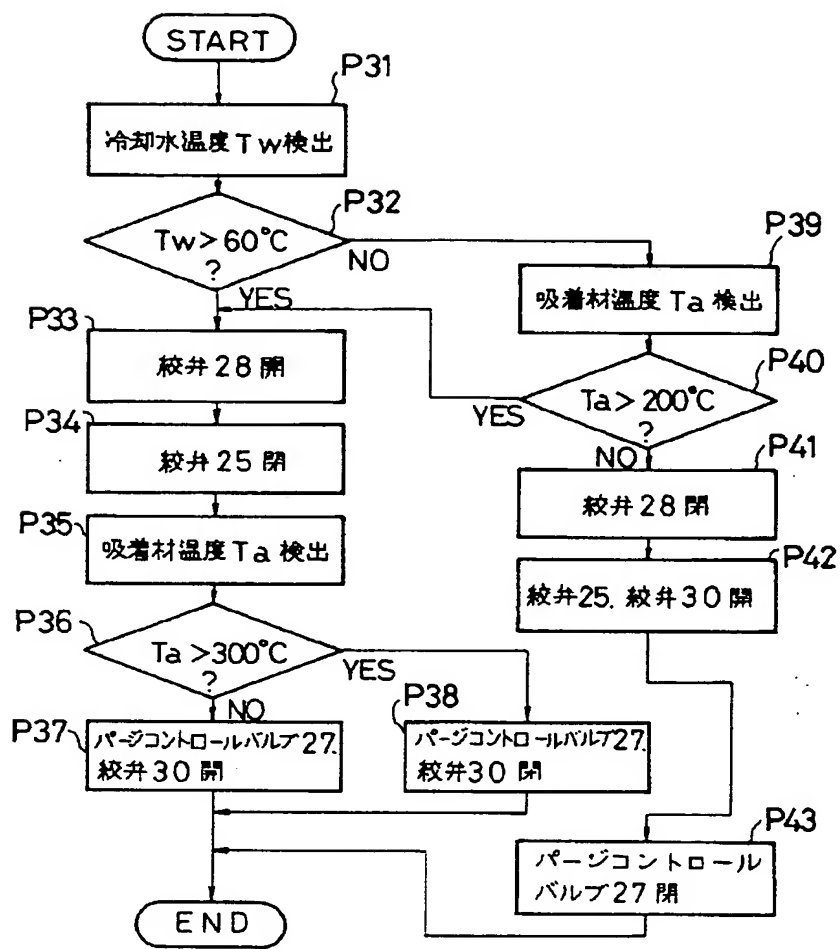 START
P31
冷却水温度Tw検出
P32
Tw>60°C
?
NO
YES
P39
吸着材温度Ta検出
P33
絞弁28開
P40
Ta>200°C
?
YES
NO
P34
絞弁25閉
P41
絞弁28閉
P35
吸着材温度Ta検出
P42
絞弁25.絞弁30開
P36
Ta>300°C
?
YES
NO
P37
パージコントロールバルブ27.
絞弁30開
P38
パージコントロールバルブ27.
絞弁30閉
P43
パージコントロール
バルブ27閉
END